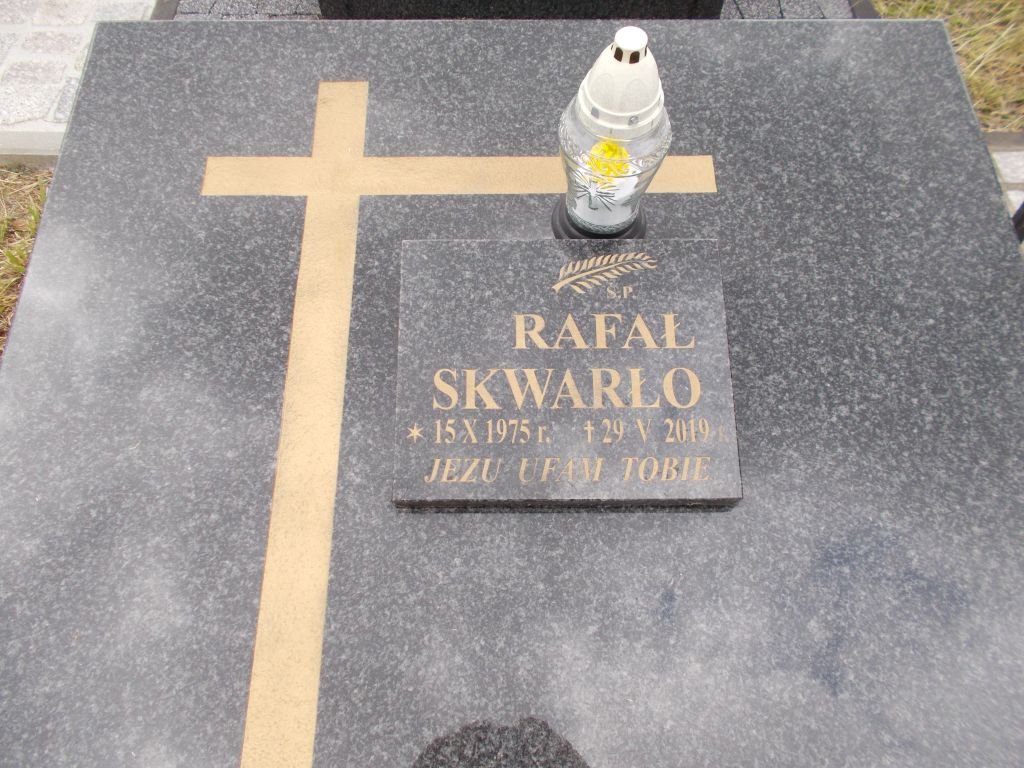 Ś.P.
RAFAŁ
SKWARŁO
✶ 15 X 1975 r. † 29 V 2019 r.
JEZU UFAM TOBIE